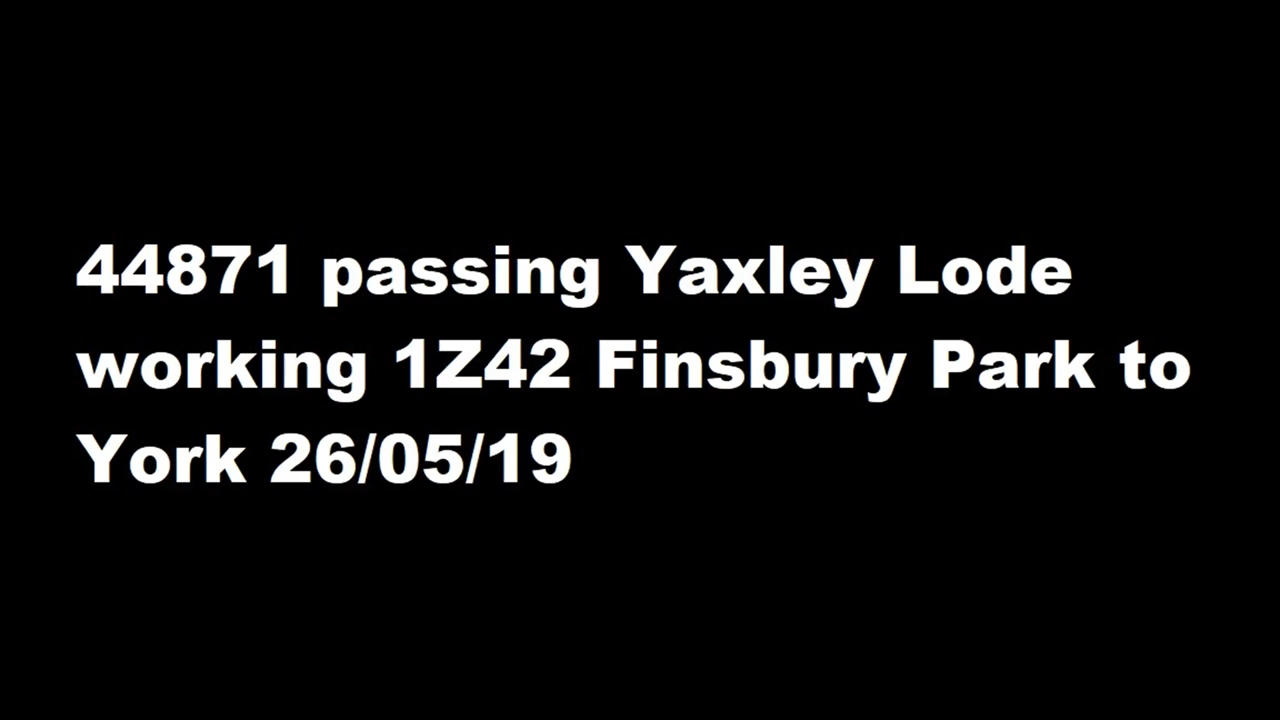 44871 passing Yaxley Lode
working 1Z42 Finsbury Park to
York 26/05/19